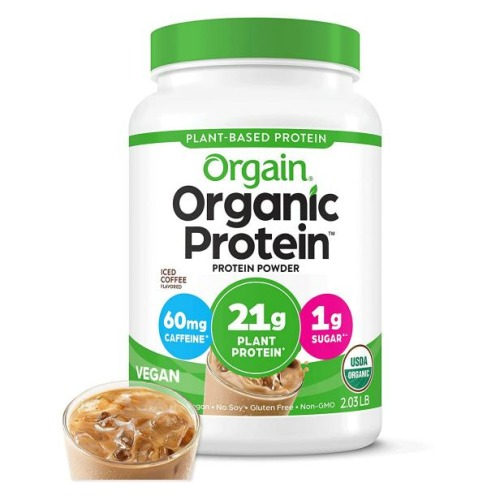 PLANT-BASED PROTEIN
Orgain®
Organic
Protein™
PROTEIN POWDER
ICED
COFFEE
FLAVORED
60mg
CAFFEINE*
21g
PLANT
PROTEIN*
1g
SUGAR**
VEGAN
USDA
ORGANIC
• No Soy • Gluten Free • Non-GMO
2.03 LB